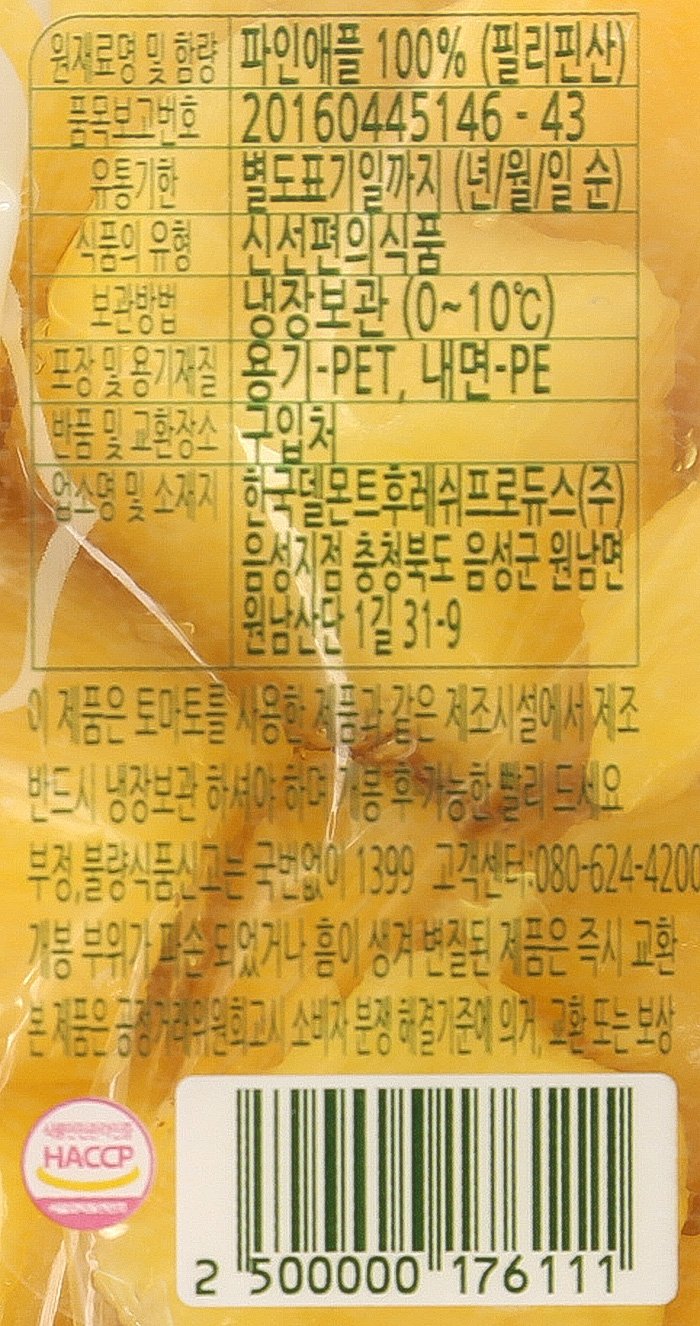 원재료명 및 함량 파인애플 100% (필리핀산)
품목보고번호 20160445146 - 43
유통기한 별도표기일까지 (년/월/일 순)
식품의 유형 신선편의식품
보관방법 냉장보관 (0~10℃)
포장 및 용기재질 용기-PET, 내면-PE
반품 및 교환장소 구입처
업소명 및 소재지 한국델몬트후레쉬프로듀스(주)
음성지점 충청북도 음성군 원남면
원남산단 1길 31-9
이 제품은 토마토를 사용한 제품과 같은 제조시설에서 제조
반드시 냉장보관 하셔야 하며 개봉 후 가능한 빨리 드세요
부정,불량식품신고는 국번없이 1399 고객센터:080-624-4200
개봉 부위가 파손 되었거나 흠이 생겨 변질된 제품은 즉시 교환
본 제품은 공정거래위원회고시 소비자 분쟁 해결기준에 의거, 교환 또는 보상
HACCP
2 500000 176111